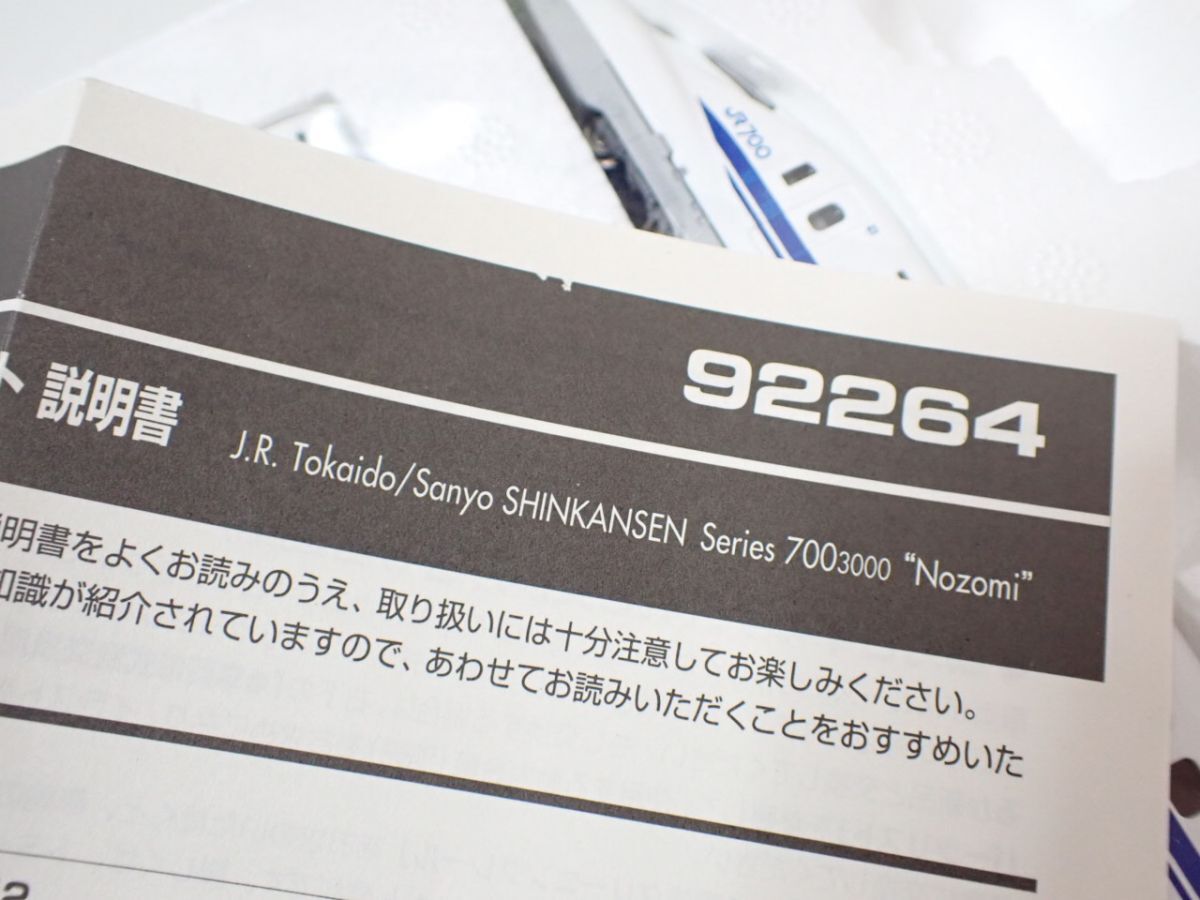 JR700
92264
ト 説明書
J.R. Tokaido/Sanyo SHINKANSEN Series 7003000 “Nozomi”
説明書をよくお読みのうえ、取り扱いには十分注意してお楽しみください。
知識が紹介されていますので、あわせてお読みいただくことをおすすめいた